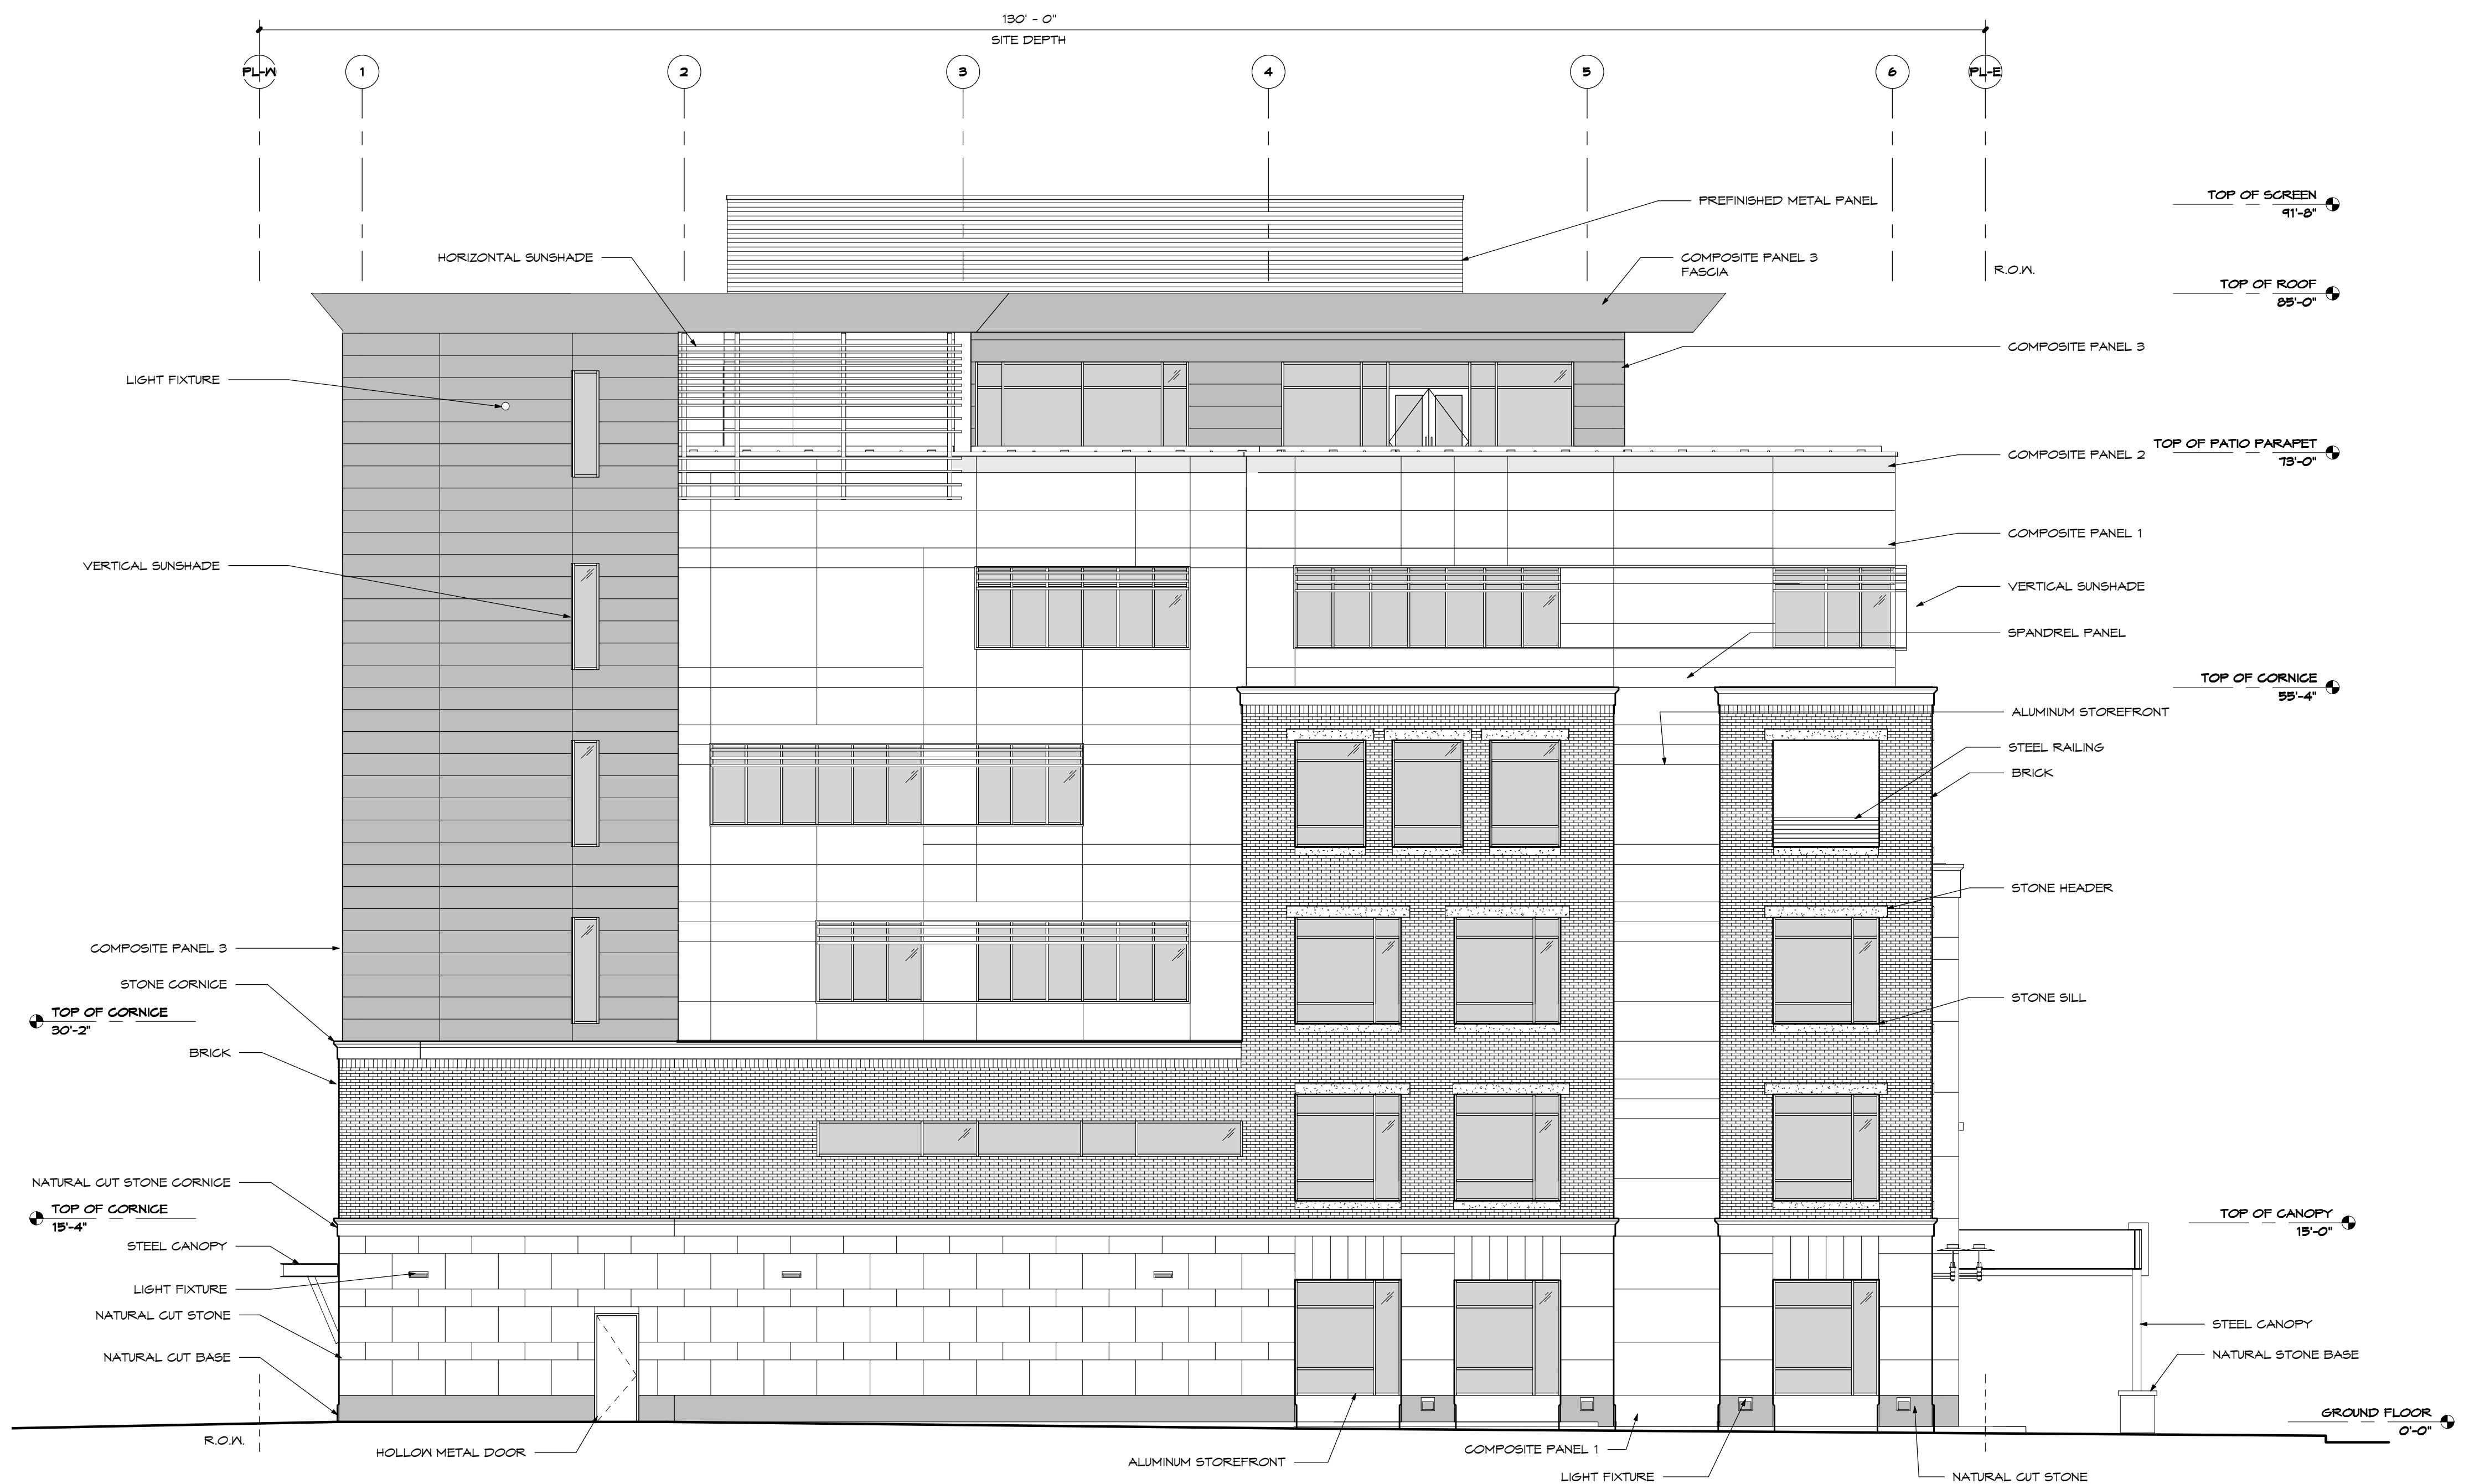 130' - 0"
SITE DEPTH
PL-W
1
2
3
4
5
6
PL-E
TOP OF SCREEN
91'-8"
PREFINISHED METAL PANEL
HORIZONTAL SUNSHADE
COMPOSITE PANEL 3
FASCIA
R.O.W.
TOP OF ROOF
85'-0"
COMPOSITE PANEL 3
LIGHT FIXTURE
TOP OF PATIO PARAPET
73'-0"
COMPOSITE PANEL 2
COMPOSITE PANEL 1
VERTICAL SUNSHADE
VERTICAL SUNSHADE
SPANDREL PANEL
TOP OF CORNICE
55'-4"
ALUMINUM STOREFRONT
STEEL RAILING
BRICK
STONE HEADER
COMPOSITE PANEL 3
STONE CORNICE
STONE SILL
TOP OF CORNICE
30'-2"
BRICK
NATURAL CUT STONE CORNICE
TOP OF CORNICE
15'-4"
TOP OF CANOPY
15'-0"
STEEL CANOPY
LIGHT FIXTURE
NATURAL CUT STONE
STEEL CANOPY
NATURAL CUT BASE
NATURAL STONE BASE
GROUND FLOOR
0'-0"
R.O.W.
HOLLOW METAL DOOR
COMPOSITE PANEL 1
ALUMINUM STOREFRONT
LIGHT FIXTURE
NATURAL CUT STONE